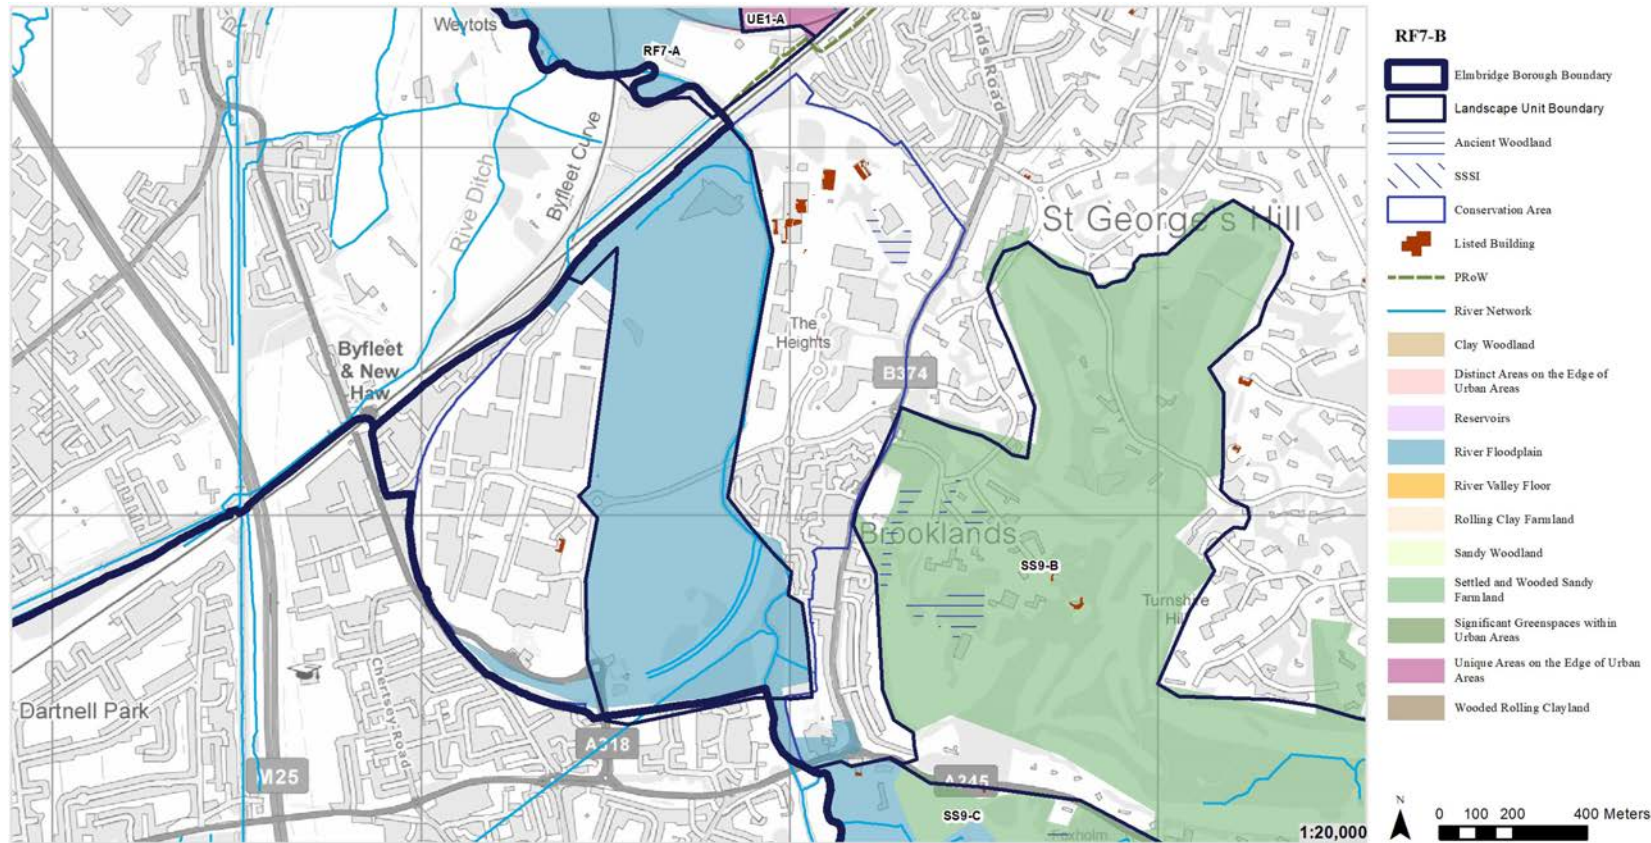 Weytots
UE1-A
RF7-A
andsRoad
Byfleet Curve
Rive Ditch
St George's Hill
The
Heights
Byfleet
& New
Haw
B374
Brooklands
SS9-B
Turnshire
Hill
Dartnell Park
Chertsey Road
M25
A318
A245
SS9-C
Foxholm
1:20,000
RF7-B
Elmbridge Borough Boundary
Landscape Unit Boundary
Ancient Woodland
SSSI
Conservation Area
Listed Building
PRoW
River Network
Clay Woodland
Distinct Areas on the Edge of
Urban Areas
Reservoirs
River Floodplain
River Valley Floor
Rolling Clay Farmland
Sandy Woodland
Settled and Wooded Sandy
Farmland
Significant Greenspaces within
Urban Areas
Unique Areas on the Edge of Urban
Areas
Wooded Rolling Clayland
N
0 100 200 400 Meters